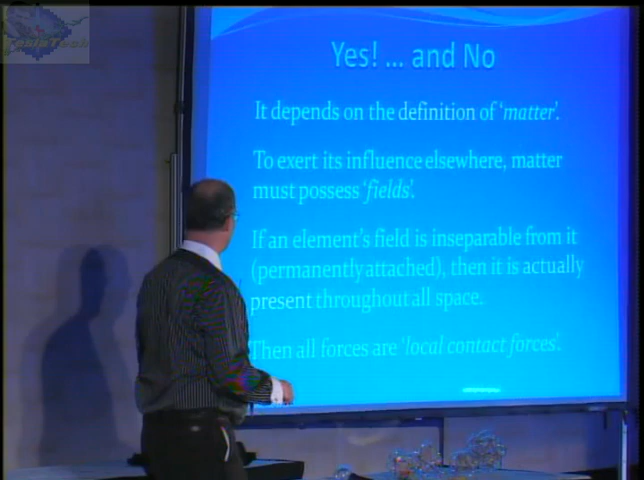 TeslaTech
Yes! ... and No
It depends on the definition of 'matter'.
To exert its influence elsewhere, matter
must possess 'fields'.
If an element's field is inseparable from it
(permanently attached), then it is actually
present throughout all space.
Then all forces are 'local contact forces'.